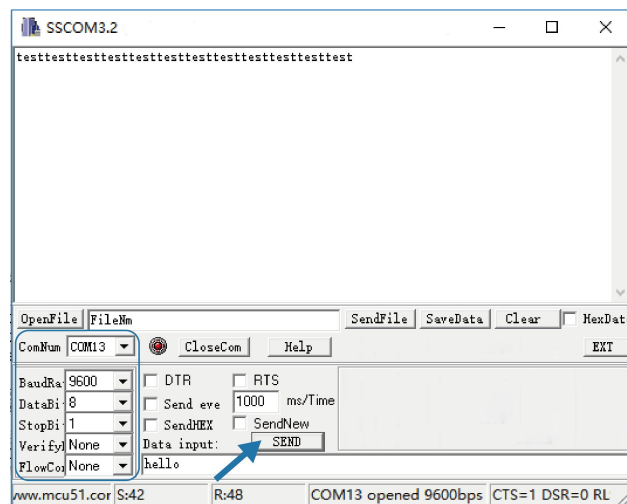 SSCOM3.2
testtesttesttesttesttesttesttesttesttesttesttest
OpenFile FileNm SendFile SaveData Clear HexDat
ComNum COM13 CloseCom Help EXT
BaudRa 9600 DTR RTS
DataBi 8 Send eve 1000 ms/Time
StopBi 1 SendHEX SendNew
VerifyI None Data input: SEND
FlowCo None hello
www.mcu51.cor S:42 R:48 COM13 opened 9600bps CTS=1 DSR=0 RL